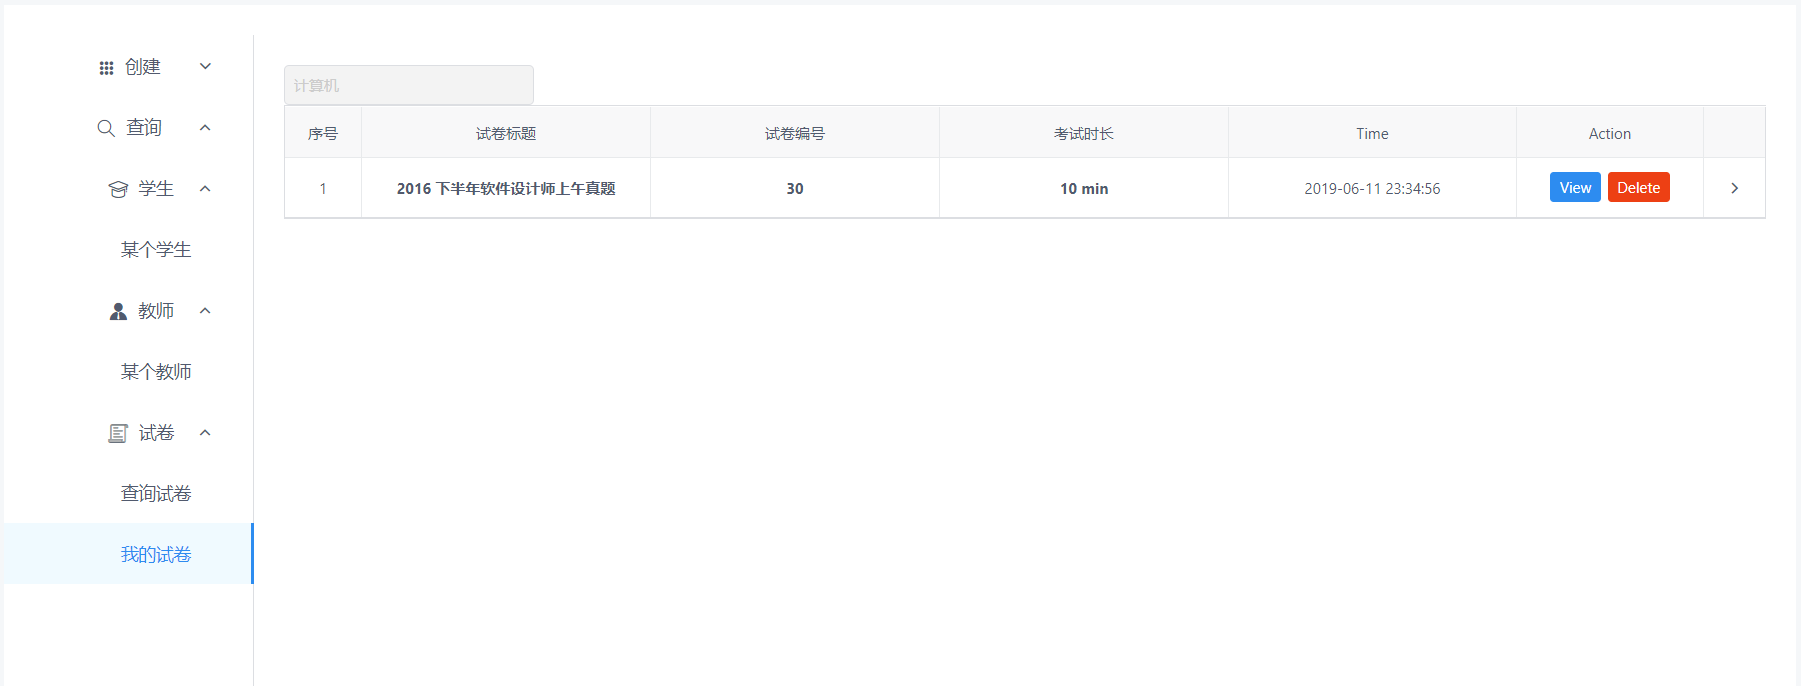 创建
查询
学生
某个学生
教师
某个教师
试卷
查询试卷
我的试卷
计算机
序号 试卷标题 试卷编号 考试时长 Time Action
1 2016 下半年软件设计师上午真题 30 10 min 2019-06-11 23:34:56 View Delete